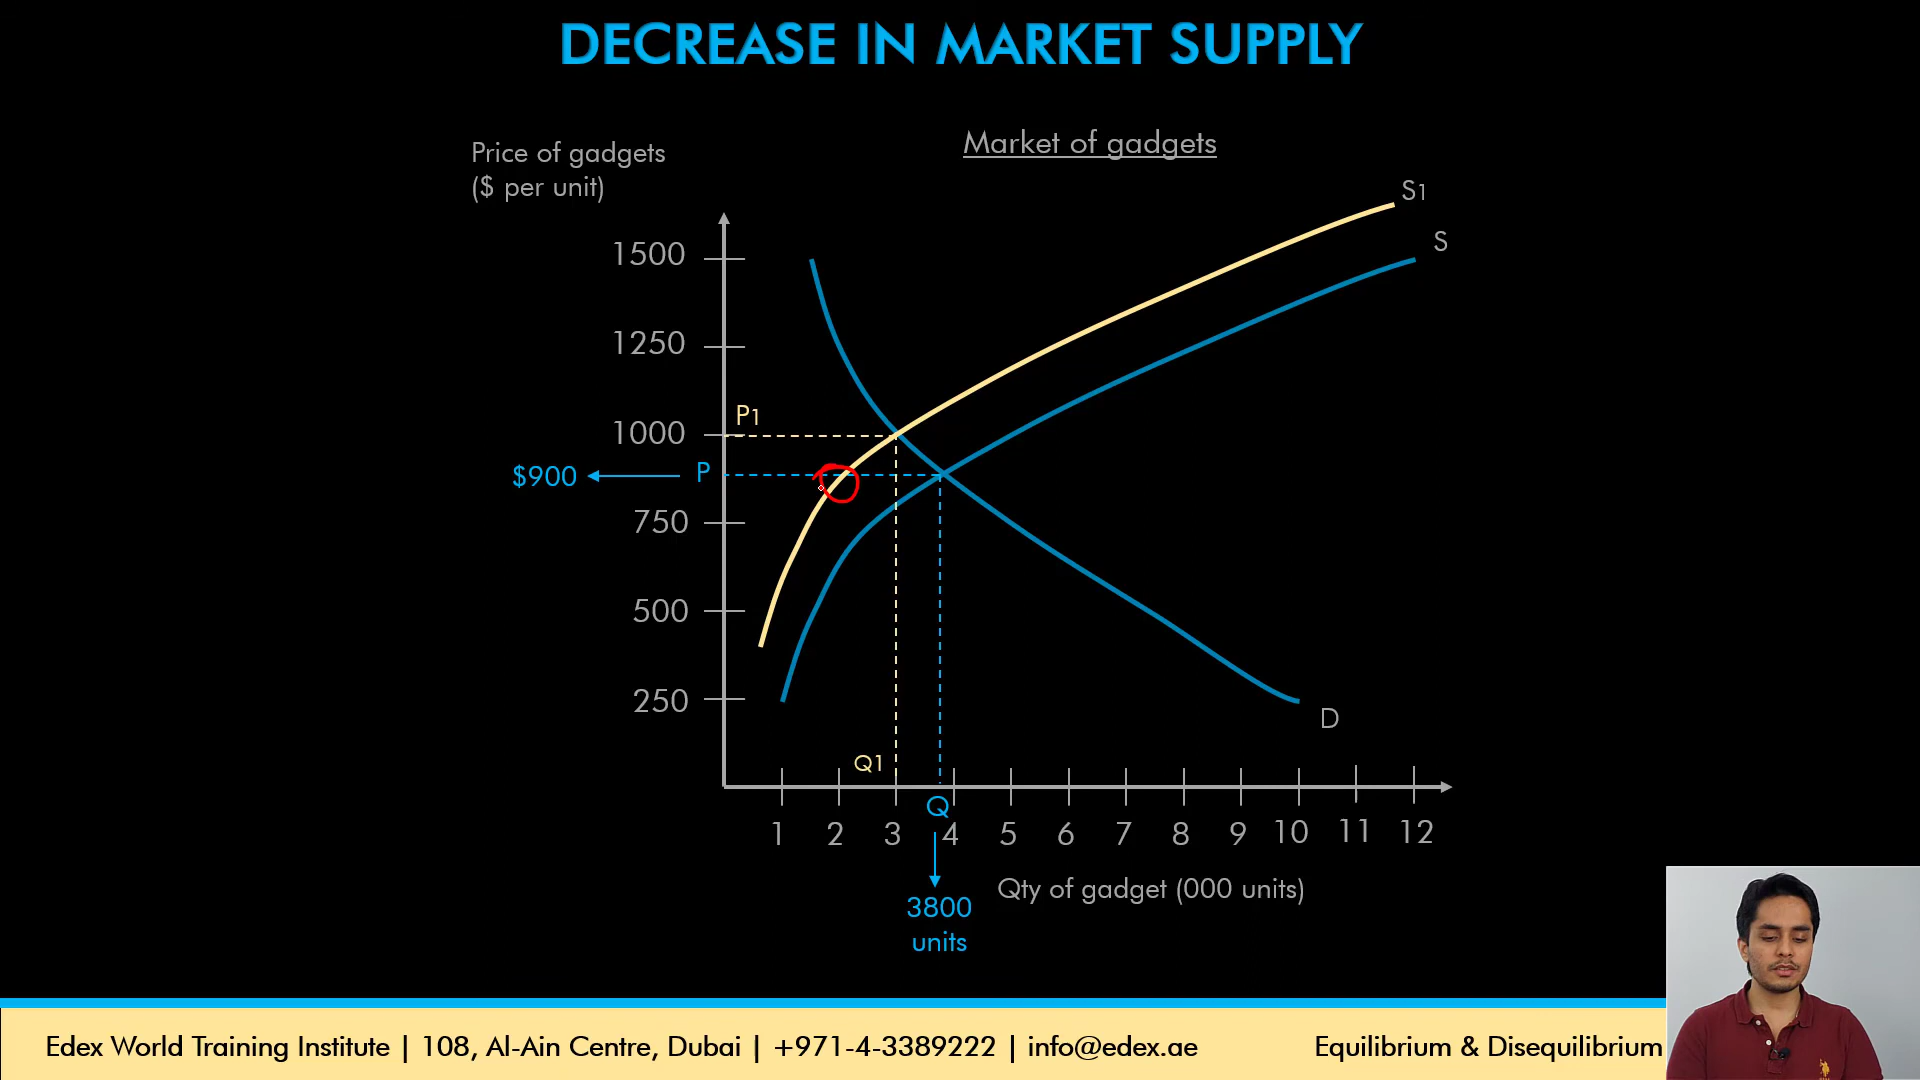 DECREASE IN MARKET SUPPLY
Market of gadgets
Price of gadgets
($ per unit)
S1
S
1500
1250
P1
1000
$900
P
750
500
250
D
Q1
Q
1 2 3 4 5 6 7 8 9 10 11 12
Qty of gadget (000 units)
3800
units
Edex World Training Institute | 108, Al-Ain Centre, Dubai | +971-4-3389222 | info@edex.ae
Equilibrium & Disequilibrium